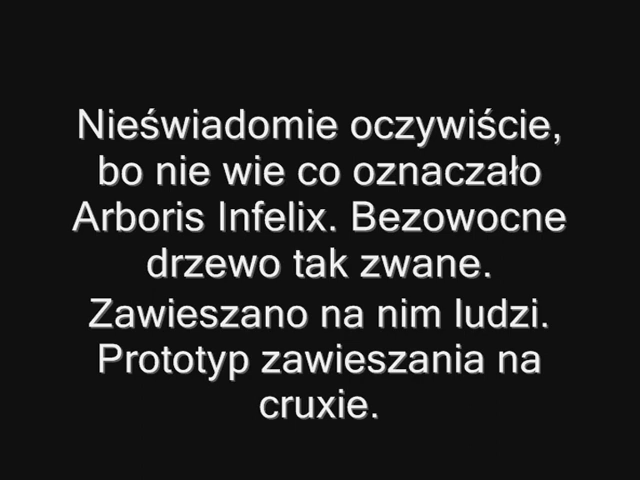 Nieświadomie oczywiście,
bo nie wie co oznaczało
Arboris Infelix. Bezowocne
drzewo tak zwane.
Zawieszano na nim ludzi.
Prototyp zawieszania na
cruxie.